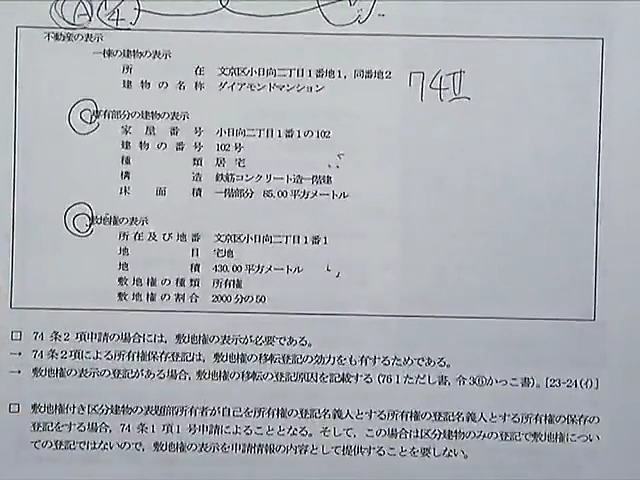 A 4
不動産の表示
一棟の建物の表示
所在 文京区小日向二丁目1番地1，同番地2
建物の名称 ダイアモンドマンション
74Ⅱ
専有部分の建物の表示
家屋番号 小日向二丁目1番1の102
建物の番号 102号
種類 居宅
構造 鉄筋コンクリート造一階建
床面積 一階部分 85.00平方メートル
敷地権の表示
所在及び地番 文京区小日向二丁目1番1
地目 宅地
地積 430.00平方メートル
敷地権の種類 所有権
敷地権の割合 2000分の50
□ 74条2項申請の場合には，敷地権の表示が必要である。
→ 74条2項による所有権保存登記は，敷地権の移転登記の効力をも有するためである。
→ 敷地権の表示の登記がある場合，敷地権の移転の登記原因を記載する（76Ⅰただし書，令3⑪かっこ書）。[23-24(イ)]
□ 敷地権付き区分建物の表題部所有者が自己を所有権の登記名義人とする所有権の登記名義人とする所有権の保存の
登記をする場合，74条1項1号申請によることとなる。そして，この場合は区分建物のみの登記で敷地権につい
ての登記ではないので，敷地権の表示を申請情報の内容として提供することを要しない。